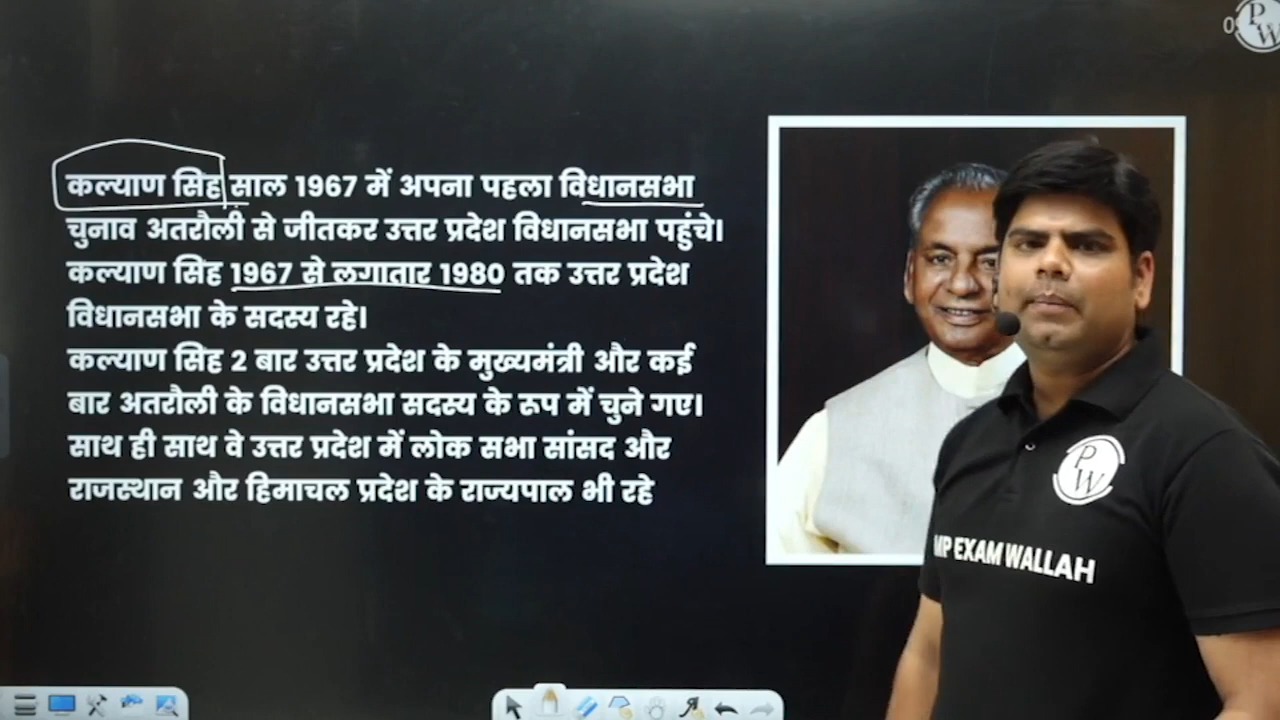 कल्याण सिंह साल 1967 में अपना पहला विधानसभा
चुनाव अतरौली से जीतकर उत्तर प्रदेश विधानसभा पहुंचे।
कल्याण सिंह 1967 से लगातार 1980 तक उत्तर प्रदेश
विधानसभा के सदस्य रहे।
कल्याण सिंह 2 बार उत्तर प्रदेश के मुख्यमंत्री और कई
बार अतरौली के विधानसभा सदस्य के रूप में चुने गए।
साथ ही साथ वे उत्तर प्रदेश में लोक सभा सांसद और
राजस्थान और हिमाचल प्रदेश के राज्यपाल भी रहे
PW
PW
MP EXAM WALLAH